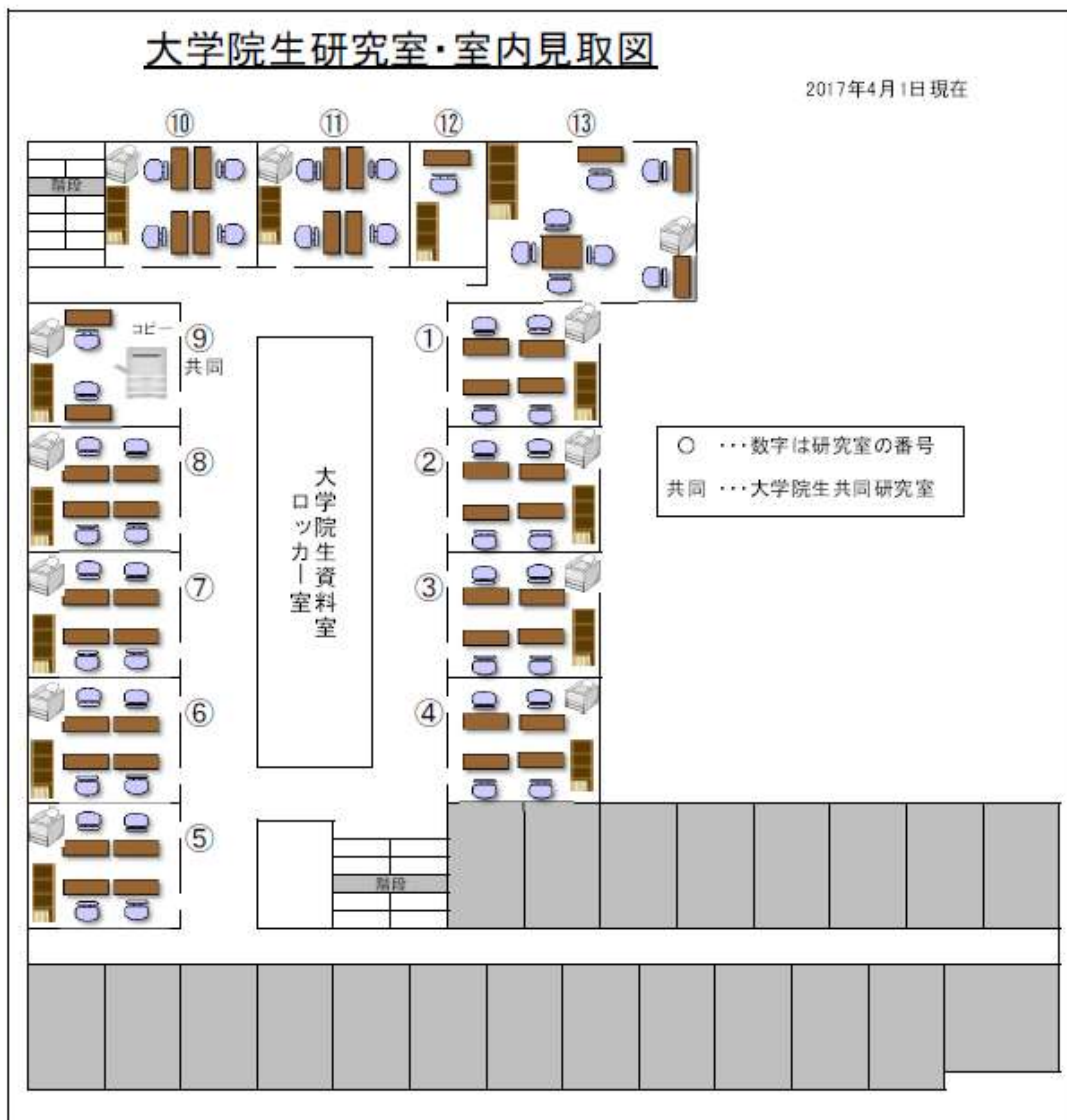 大学院生研究室・室内見取図
2017年4月1日現在
⑩
⑪
⑫
⑬
階段
⑨
共同
コピー
①
⑧
②
○ ・・・数字は研究室の番号
共同 ・・・大学院生共同研究室
大学院生資料室
ロッカー室
⑦
③
⑥
④
⑤
階段